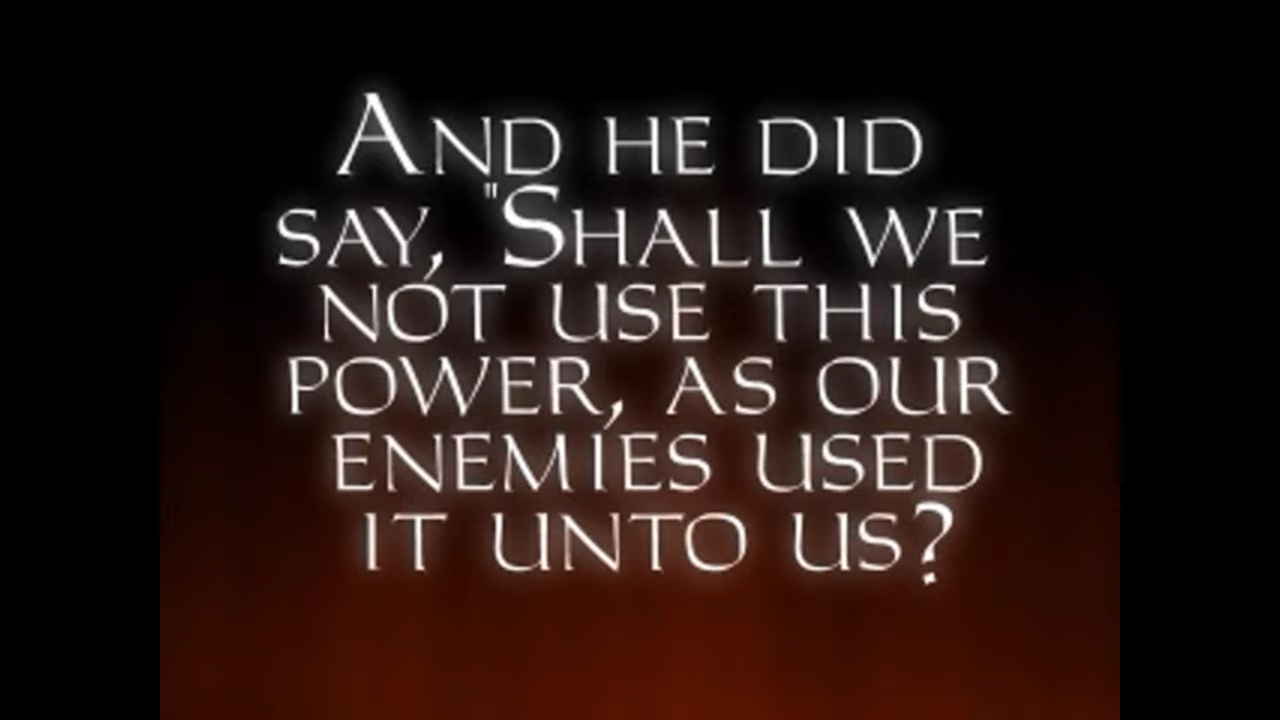 And he did
say, "Shall we
not use this
power, as our
enemies used
it unto us?